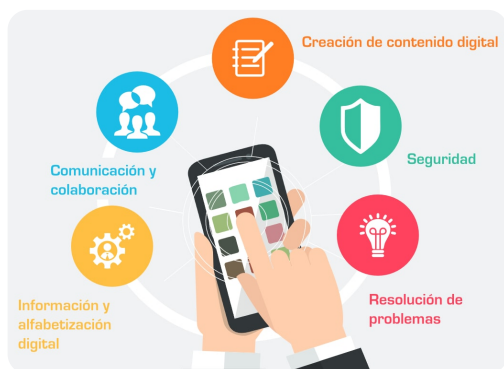 Creación de contenido digital
Comunicación y
colaboración
Seguridad
Información y
alfabetización
digital
Resolución de
problemas